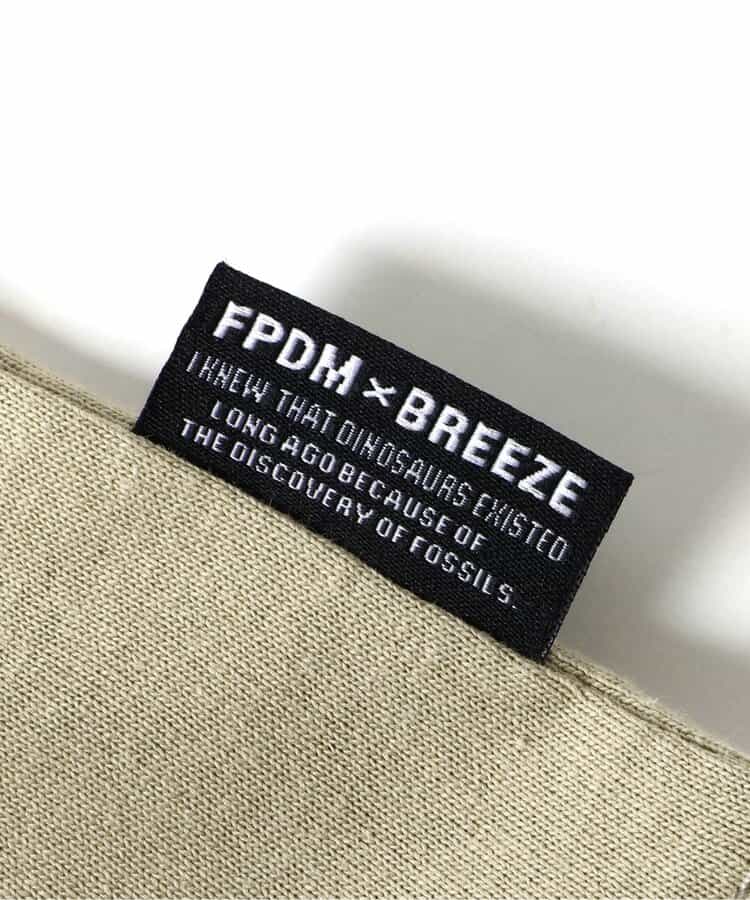 FPDM × BREEZE
I KNEW THAT DINOSAURS EXISTED
LONG AGO BECAUSE OF
THE DISCOVERY OF FOSSILS.